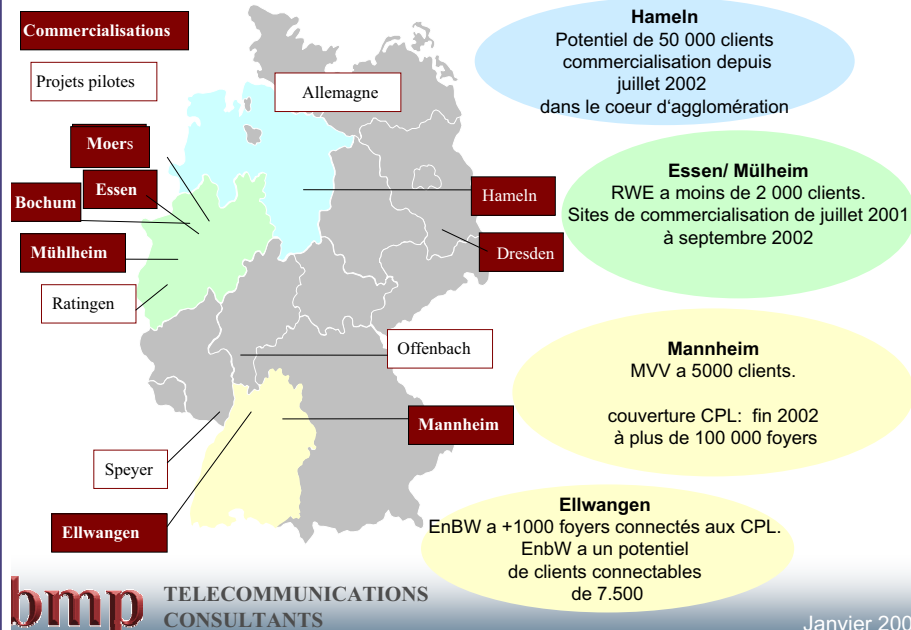 Commercialisations
Projets pilotes
Allemagne
Moers
Essen
Bochum
Mühlheim
Ratingen
Hameln
Dresden
Offenbach
Mannheim
Speyer
Ellwangen
Hameln
Potentiel de 50 000 clients
commercialisation depuis
juillet 2002
dans le coeur d‘agglomération
Essen/ Mülheim
RWE a moins de 2 000 clients.
Sites de commercialisation de juillet 2001
à septembre 2002
Mannheim
MVV a 5000 clients.
couverture CPL: fin 2002
à plus de 100 000 foyers
Ellwangen
EnBW a +1000 foyers connectés aux CPL.
EnbW a un potentiel
de clients connectables
de 7.500
bmp TELECOMMUNICATIONS
CONSULTANTS
Janvier 200